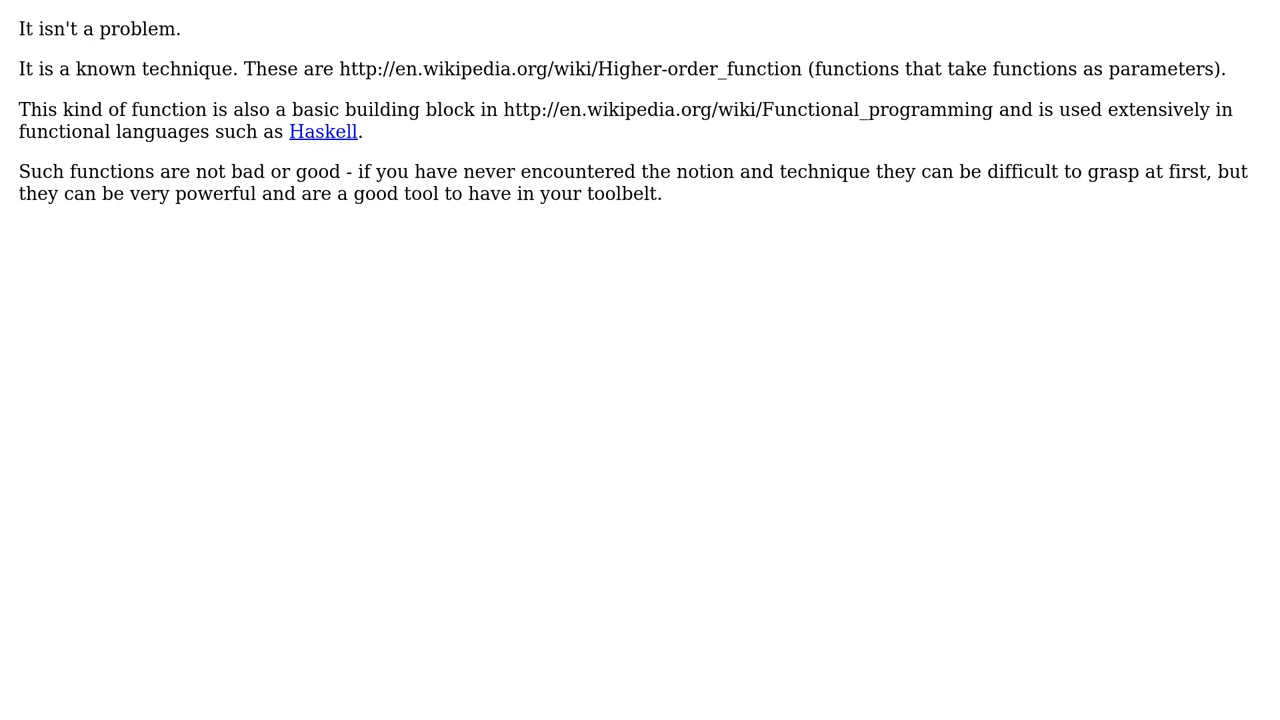 It isn't a problem.
It is a known technique. These are http://en.wikipedia.org/wiki/Higher-order_function (functions that take functions as parameters).
This kind of function is also a basic building block in http://en.wikipedia.org/wiki/Functional_programming and is used extensively in
functional languages such as Haskell.
Such functions are not bad or good - if you have never encountered the notion and technique they can be difficult to grasp at first, but
they can be very powerful and are a good tool to have in your toolbelt.